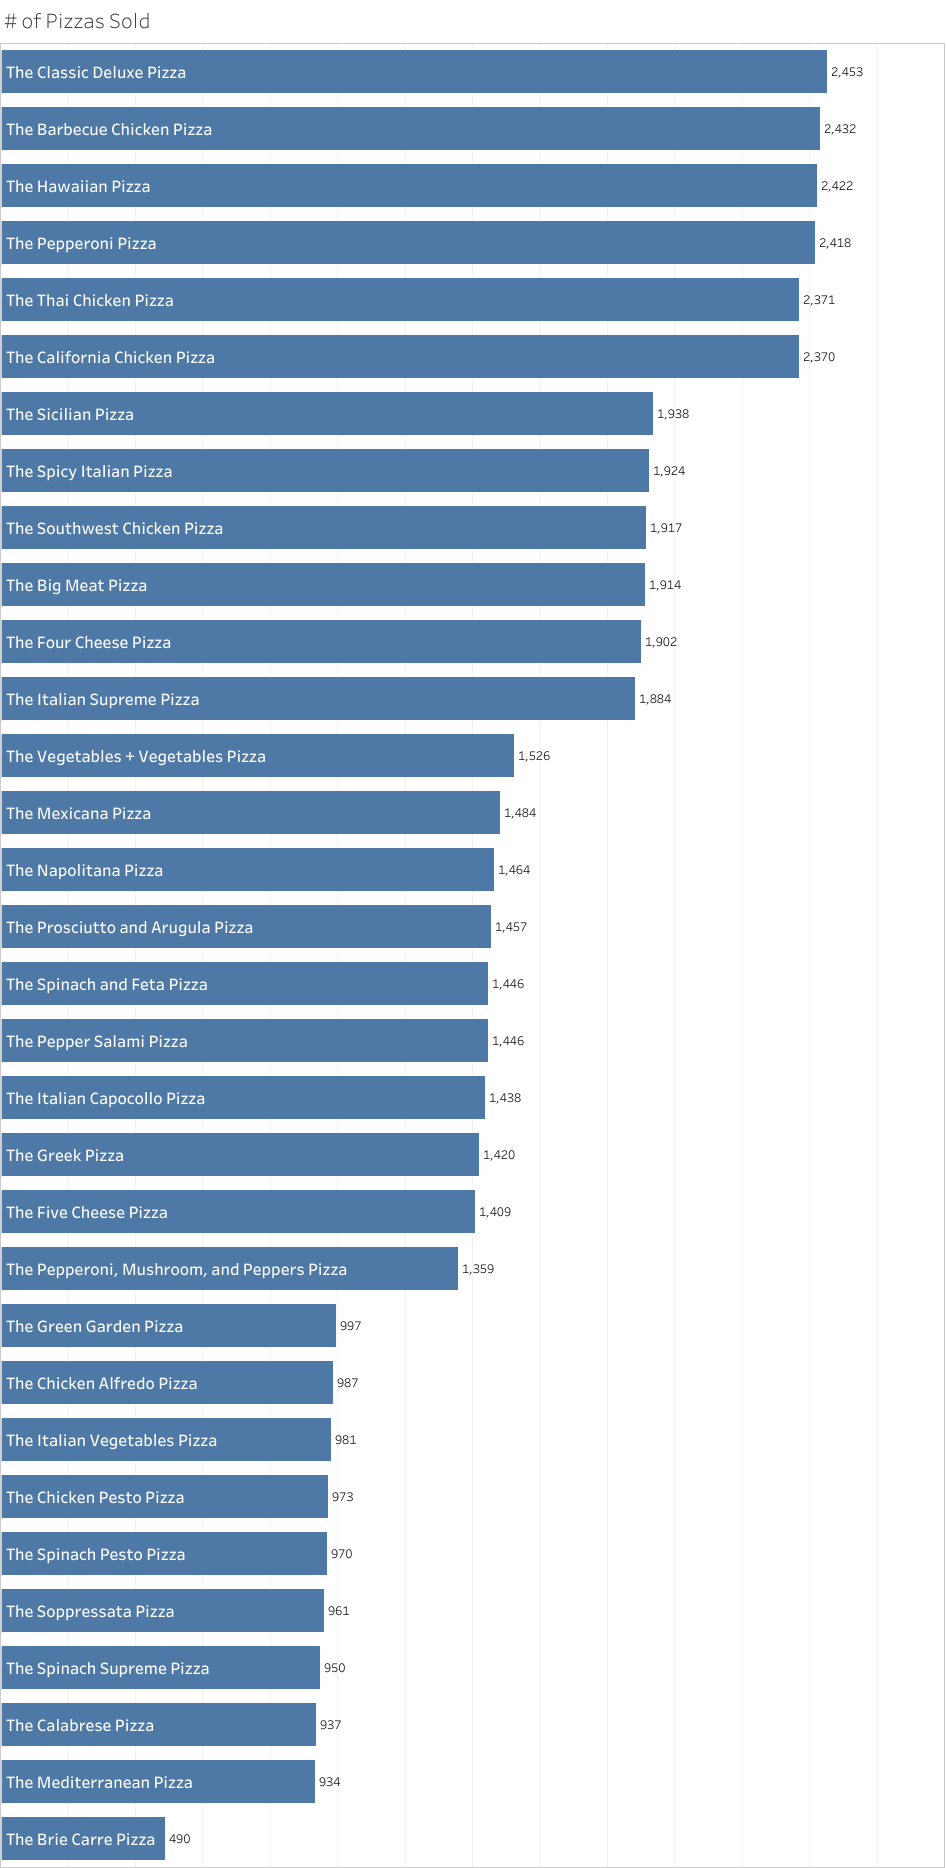 # of Pizzas Sold
The Classic Deluxe Pizza 2,453
The Barbecue Chicken Pizza 2,432
The Hawaiian Pizza 2,422
The Pepperoni Pizza 2,418
The Thai Chicken Pizza 2,371
The California Chicken Pizza 2,370
The Sicilian Pizza 1,938
The Spicy Italian Pizza 1,924
The Southwest Chicken Pizza 1,917
The Big Meat Pizza 1,914
The Four Cheese Pizza 1,902
The Italian Supreme Pizza 1,884
The Vegetables + Vegetables Pizza 1,526
The Mexicana Pizza 1,484
The Napolitana Pizza 1,464
The Prosciutto and Arugula Pizza 1,457
The Spinach and Feta Pizza 1,446
The Pepper Salami Pizza 1,446
The Italian Capocollo Pizza 1,438
The Greek Pizza 1,420
The Five Cheese Pizza 1,409
The Pepperoni, Mushroom, and Peppers Pizza 1,359
The Green Garden Pizza 997
The Chicken Alfredo Pizza 987
The Italian Vegetables Pizza 981
The Chicken Pesto Pizza 973
The Spinach Pesto Pizza 970
The Soppressata Pizza 961
The Spinach Supreme Pizza 950
The Calabrese Pizza 937
The Mediterranean Pizza 934
The Brie Carre Pizza 490